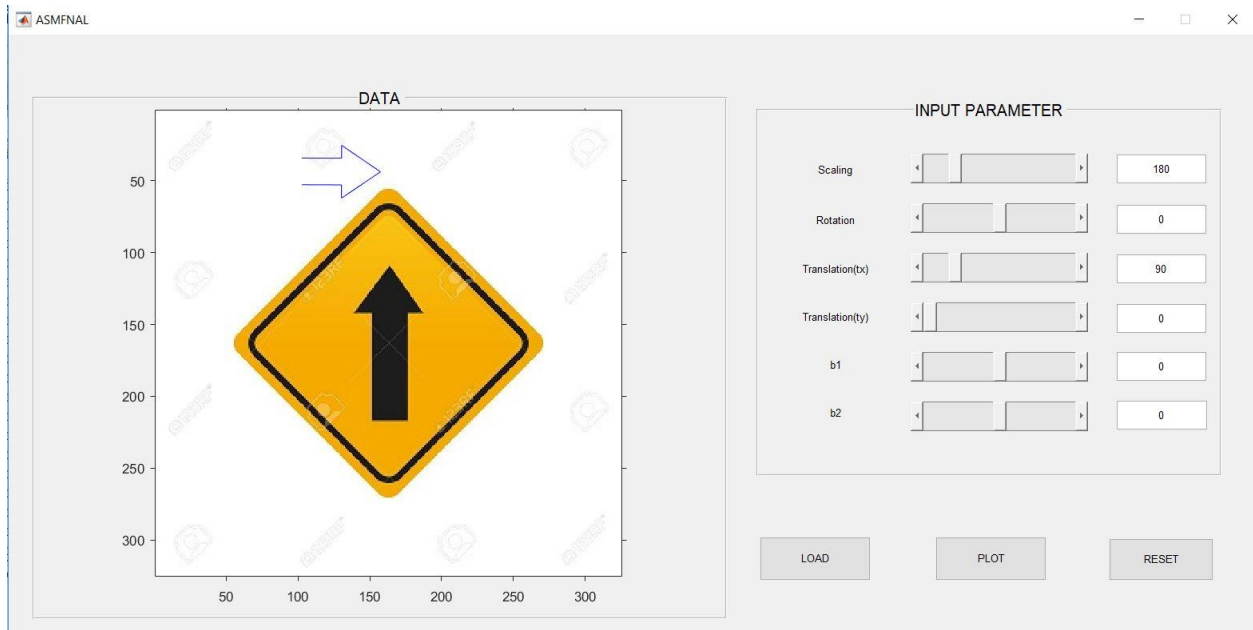 ASMFNAL
DATA
50
100
150
200
250
300
50 100 150 200 250 300
123RF
INPUT PARAMETER
Scaling 180
Rotation 0
Translation(tx) 90
Translation(ty) 0
b1 0
b2 0
LOAD PLOT RESET